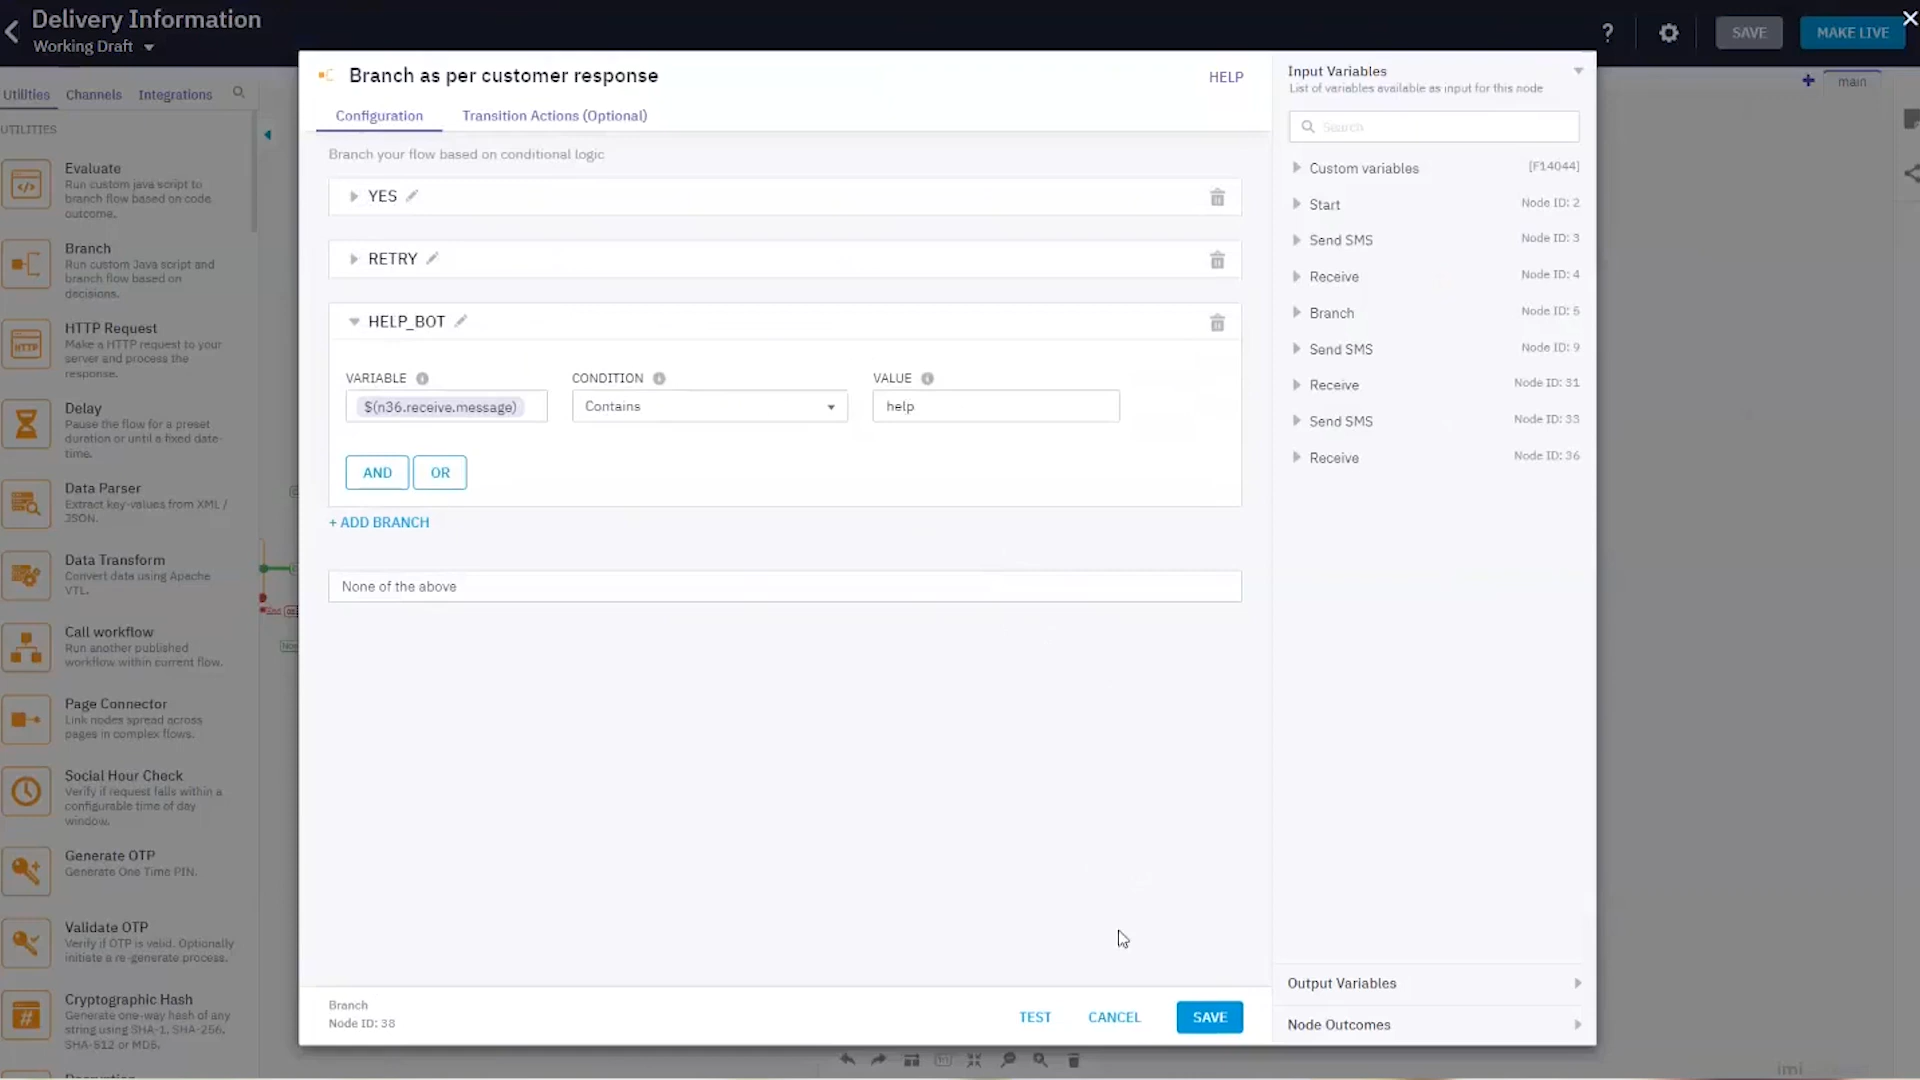 Delivery Information
Working Draft
?
SAVE
MAKE LIVE
Utilities
Channels
Integrations
UTILITIES
Evaluate
Run custom java script to
branch flow based on code
outcome.
Branch
Run custom Java script and
branch flow based on
decisions.
HTTP Request
Make a HTTP request to your
server and process the
response.
Delay
Pause the flow for a preset
duration or until a fixed date-
time.
Data Parser
Extract key-values from XML /
JSON.
Data Transform
Convert data using Apache
VTL.
Call workflow
Run another published
workflow within current flow.
Page Connector
Link nodes spread across
pages in complex flows.
Social Hour Check
Verify if request falls within a
configurable time of day
window.
Generate OTP
Generate One Time PIN.
Validate OTP
Verify if OTP is valid. Optionally
initiate a re-generate process.
Cryptographic Hash
Generate one-way hash of any
string using SHA-1, SHA-256,
SHA-512 or MD5.
Branch as per customer response
HELP
Configuration
Transition Actions (Optional)
Branch your flow based on conditional logic
YES
RETRY
HELP_BOT
VARIABLE
CONDITION
VALUE
$(n36.receive.message)
Contains
help
AND
OR
+ ADD BRANCH
None of the above
Branch
Node ID: 38
TEST
CANCEL
SAVE
Input Variables
List of variables available as input for this node
Search
Custom variables [F14044]
Start Node ID: 2
Send SMS Node ID: 3
Receive Node ID: 4
Branch Node ID: 5
Send SMS Node ID: 9
Receive Node ID: 31
Send SMS Node ID: 33
Receive Node ID: 36
Output Variables
Node Outcomes
main
imi